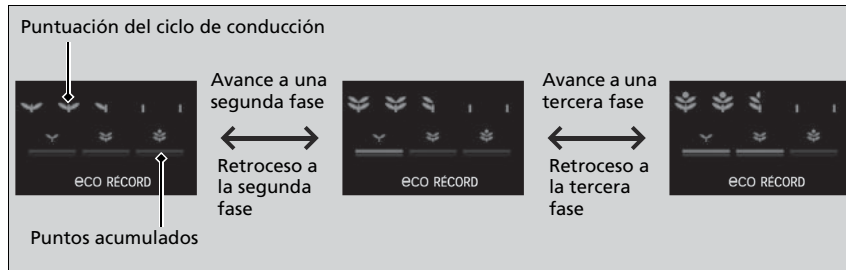 Puntuación del ciclo de conducción
Avance a una
segunda fase
Avance a una
tercera fase
Retroceso a
la segunda
fase
Retroceso a
la tercera
fase
eco RÉCORD
eco RÉCORD
eco RÉCORD
Puntos acumulados